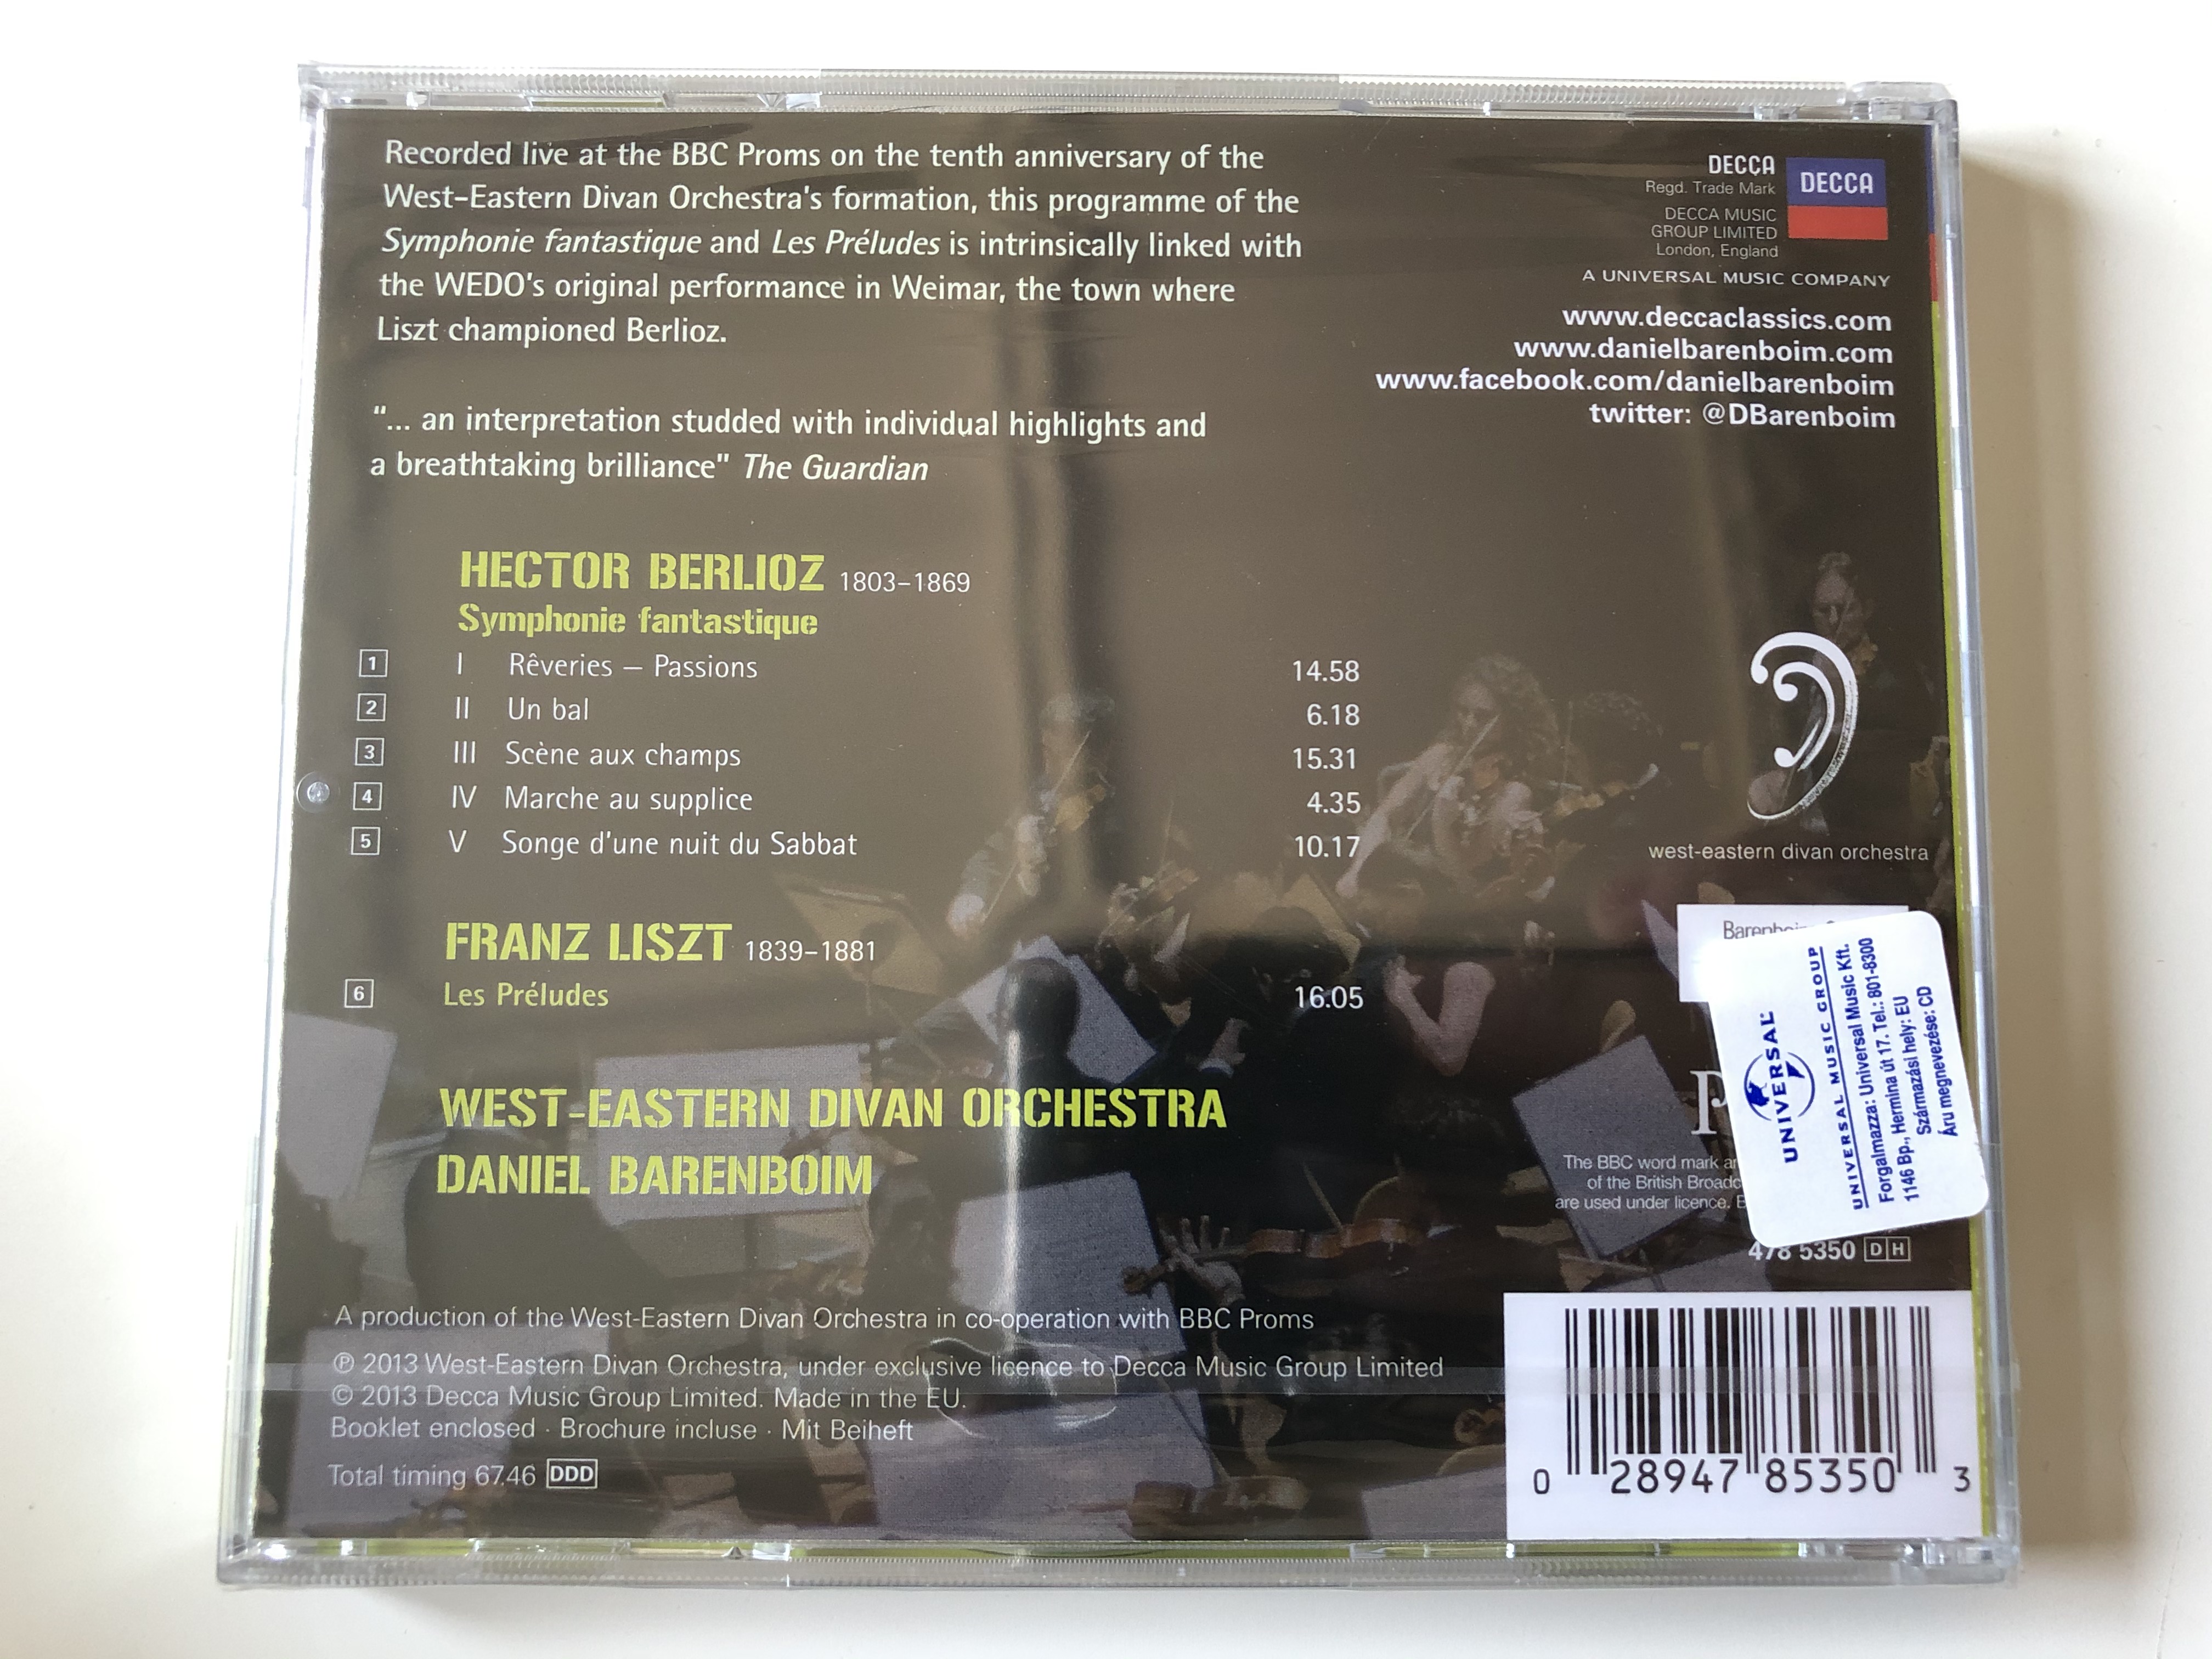 Recorded live at the BBC Proms on the tenth anniversary of the
West-Eastern Divan Orchestra's formation, this programme of the
Symphonie fantastique and Les Préludes is intrinsically linked with
the WEDO's original performance in Weimar, the town where
Liszt championed Berlioz.
"... an interpretation studded with individual highlights and
a breathtaking brilliance" The Guardian
DECCA
Regd. Trade Mark
DECCA MUSIC
GROUP LIMITED
London, England
DECCA
A UNIVERSAL MUSIC COMPANY
www.deccaclassics.com
www.danielbarenboim.com
www.facebook.com/danielbarenboim
twitter: @DBarenboim
HECTOR BERLIOZ 1803–1869
Symphonie fantastique
1 I Rêveries – Passions 14.58
2 II Un bal 6.18
3 III Scène aux champs 15.31
4 IV Marche au supplice 4.35
5 V Songe d'une nuit du Sabbat 10.17
FRANZ LISZT 1839–1881
6 Les Préludes 16.05
WEST-EASTERN DIVAN ORCHESTRA
DANIEL BARENBOIM
west-eastern divan orchestra
UNIVERSAL
UNIVERSAL MUSIC GROUP
Forgalmazza: Universal Music Kft.
1146 Bp., Hermina út 17. Tel.: 801-8300
Származási hely: EU
Áru megnevezése: CD
The BBC word mark
of the British
are used under licence.
478 5350 DH
A production of the West-Eastern Divan Orchestra in co-operation with BBC Proms
℗ 2013 West-Eastern Divan Orchestra, under exclusive licence to Decca Music Group Limited
© 2013 Decca Music Group Limited. Made in the EU.
Booklet enclosed · Brochure incluse · Mit Beiheft
Total timing 67.46 DDD
0 28947 85350 3